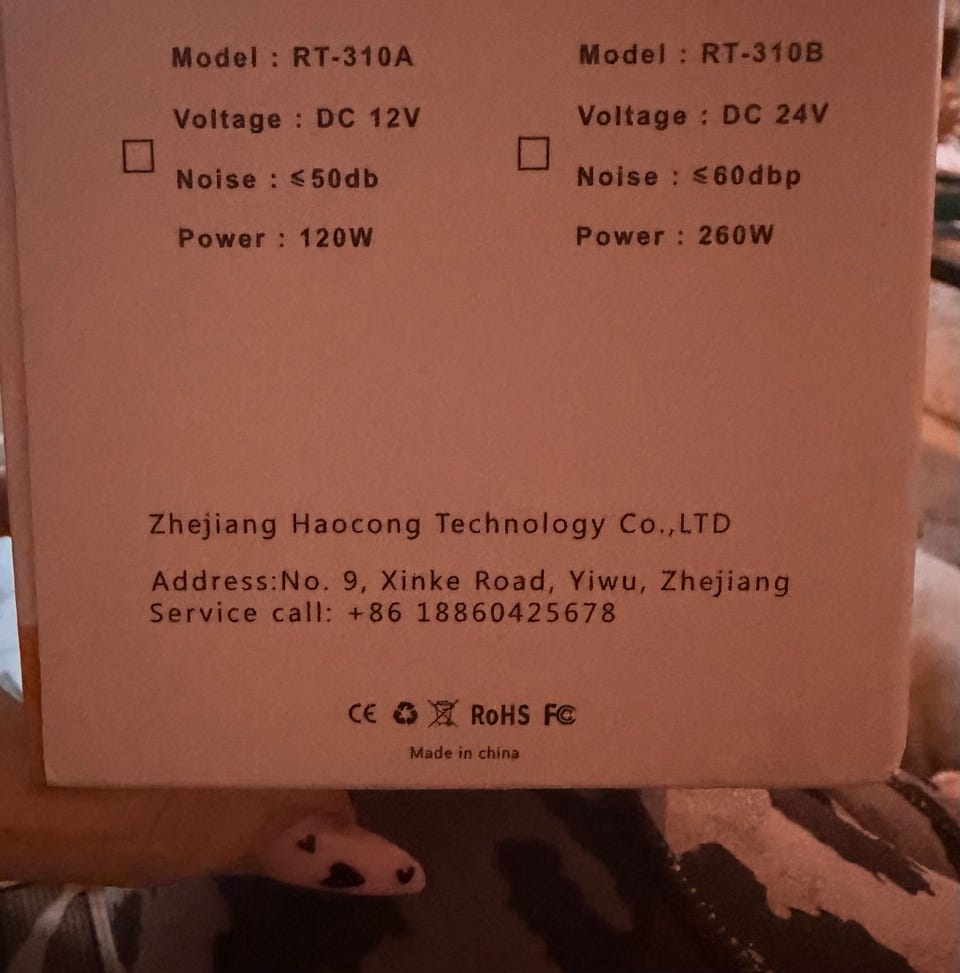 Model : RT-310A
Voltage : DC 12V
Noise : ≤50db
Power : 120W
Model : RT-310B
Voltage : DC 24V
Noise : ≤60dbp
Power : 260W
Zhejiang Haocong Technology Co.,LTD
Address:No. 9, Xinke Road, Yiwu, Zhejiang
Service call: +86 18860425678
CE RoHS FC
Made in china